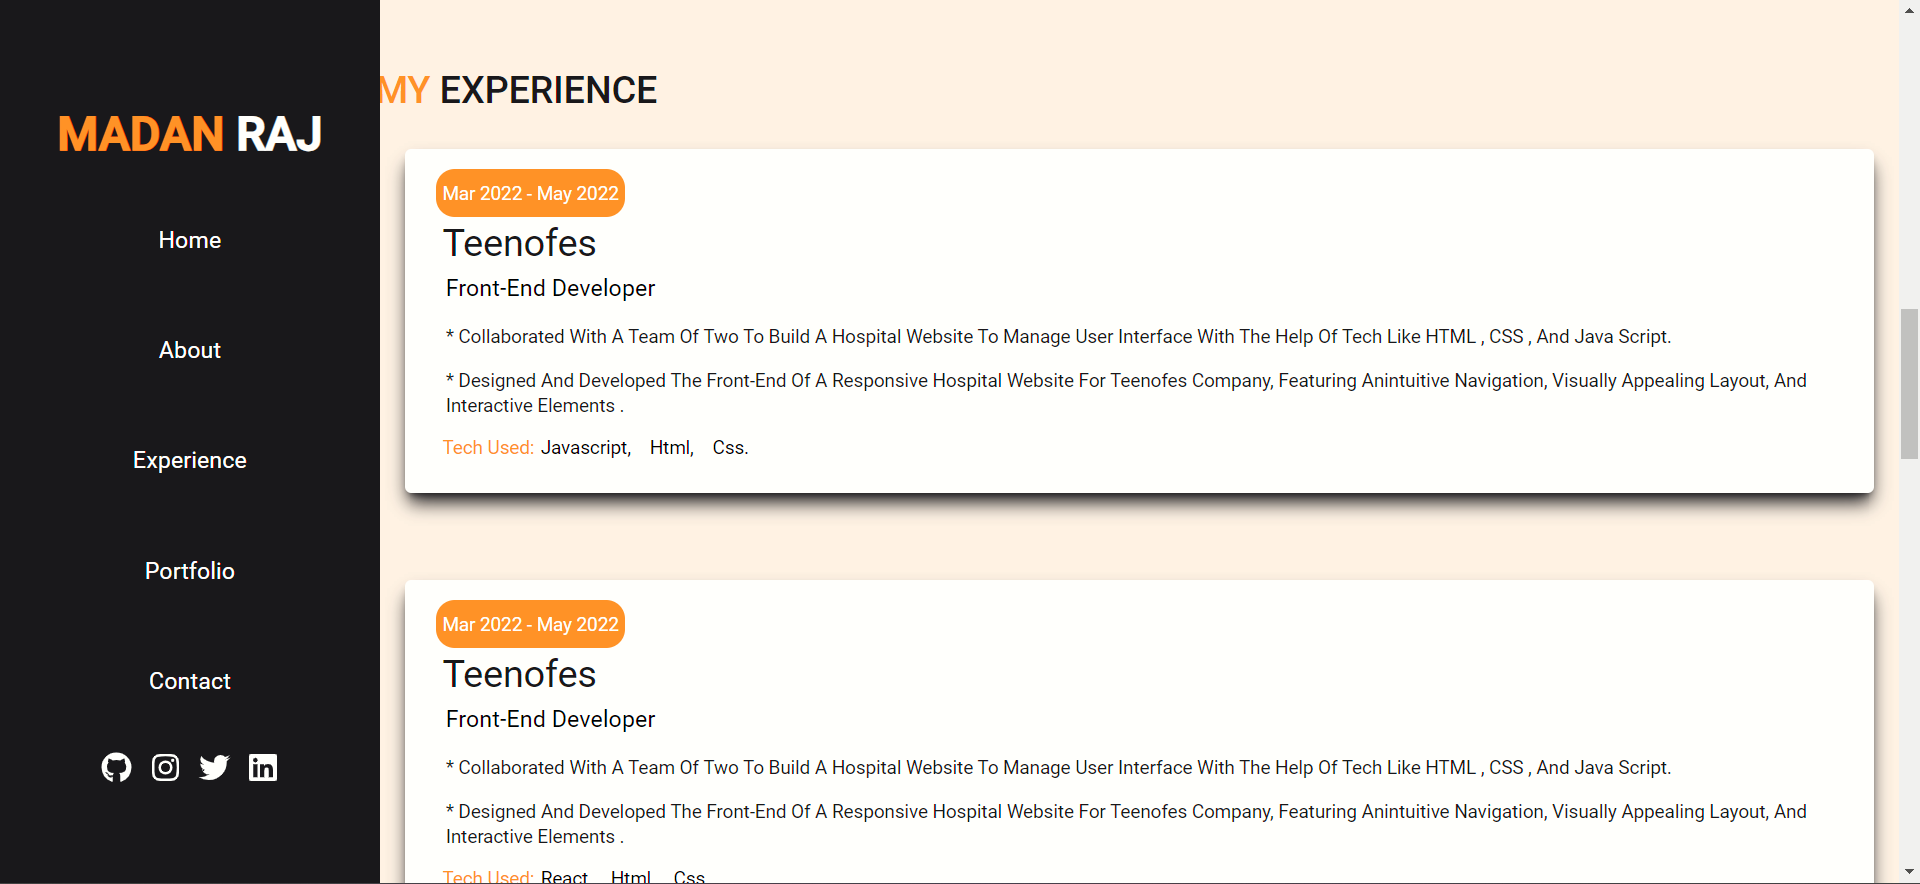 MADAN RAJ
Home
About
Experience
Portfolio
Contact
MY EXPERIENCE
Mar 2022 - May 2022
Teenofes
Front-End Developer
* Collaborated With A Team Of Two To Build A Hospital Website To Manage User Interface With The Help Of Tech Like HTML , CSS , And Java Script.
* Designed And Developed The Front-End Of A Responsive Hospital Website For Teenofes Company, Featuring Anintuitive Navigation, Visually Appealing Layout, And
Interactive Elements .
Tech Used: Javascript, Html, Css.
Mar 2022 - May 2022
Teenofes
Front-End Developer
* Collaborated With A Team Of Two To Build A Hospital Website To Manage User Interface With The Help Of Tech Like HTML , CSS , And Java Script.
* Designed And Developed The Front-End Of A Responsive Hospital Website For Teenofes Company, Featuring Anintuitive Navigation, Visually Appealing Layout, And
Interactive Elements .
Tech Used: React Html Css